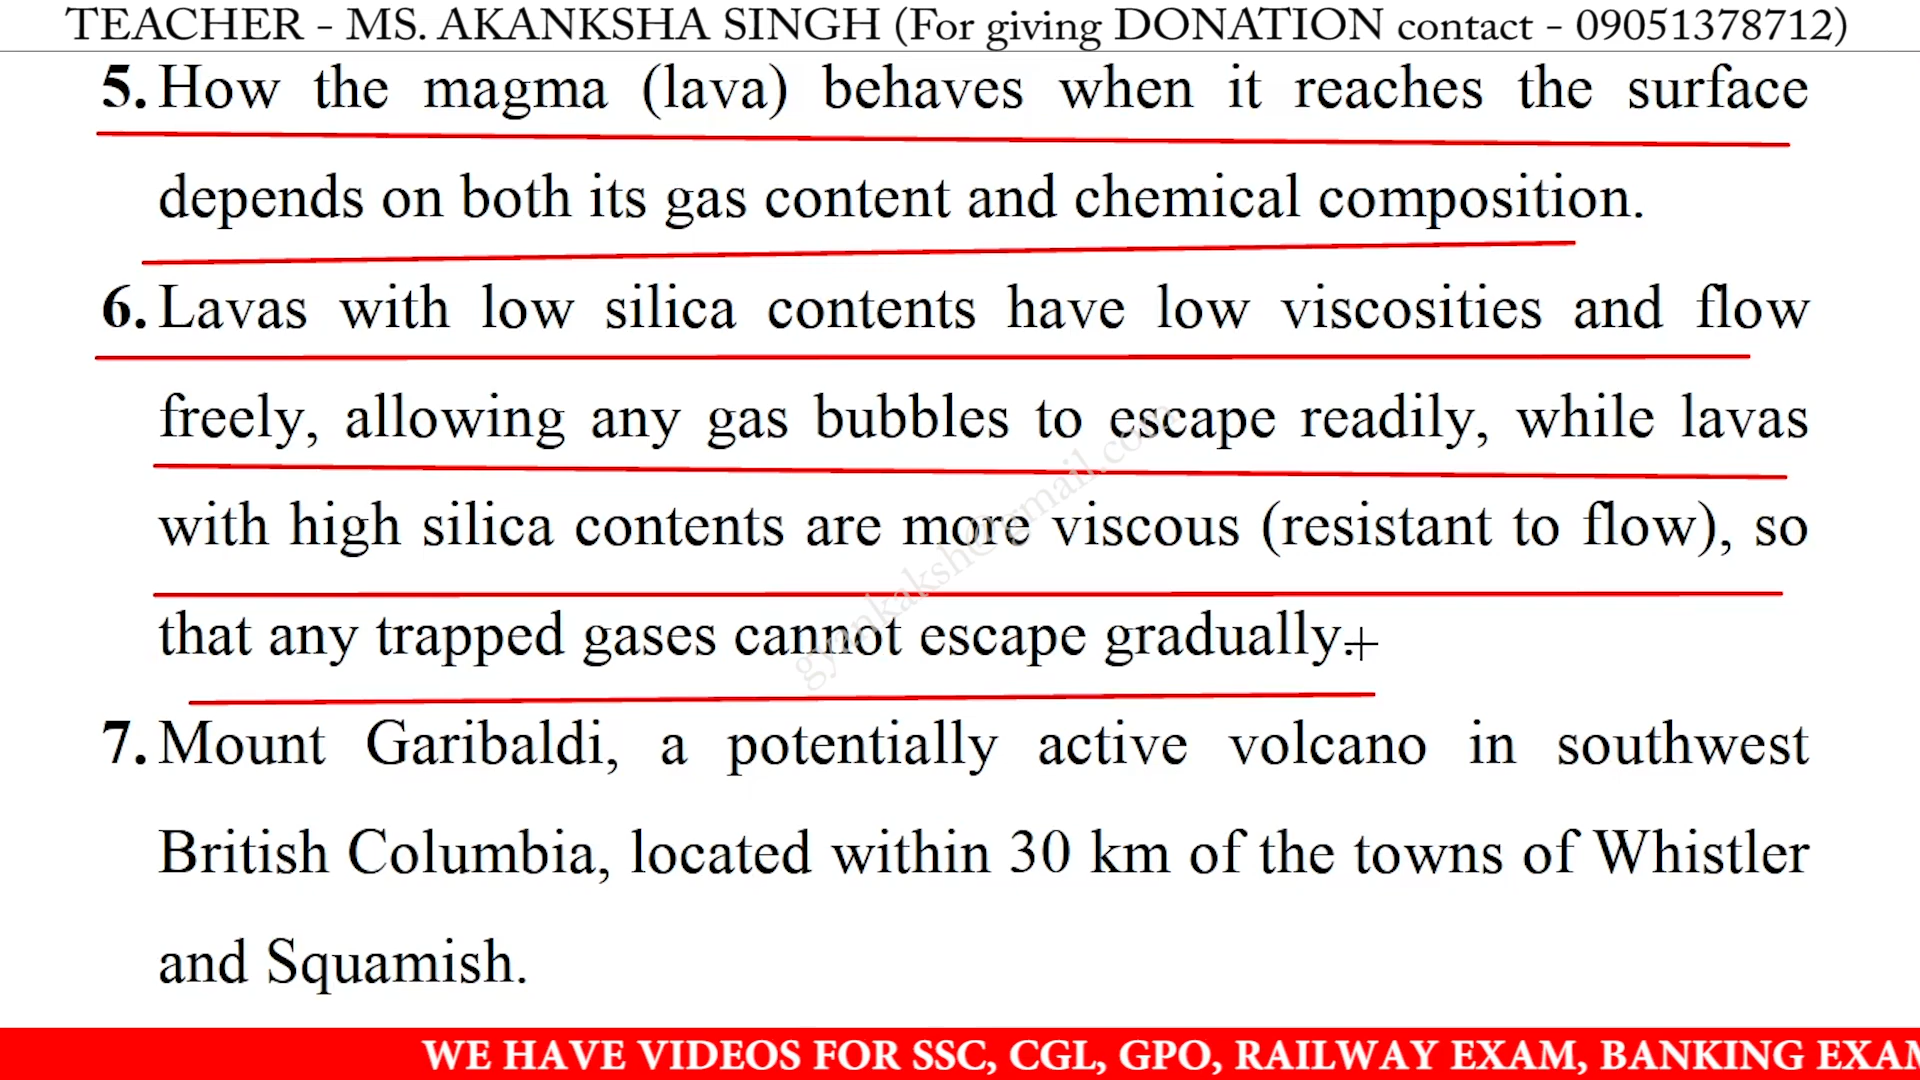 TEACHER - MS. AKANKSHA SINGH (For giving DONATION contact - 09051378712)
5. How the magma (lava) behaves when it reaches the surface
depends on both its gas content and chemical composition.
6. Lavas with low silica contents have low viscosities and flow
freely, allowing any gas bubbles to escape readily, while lavas
with high silica contents are more viscous (resistant to flow), so
that any trapped gases cannot escape gradually.
gyankaksh@gmail.com
7. Mount Garibaldi, a potentially active volcano in southwest
British Columbia, located within 30 km of the towns of Whistler
and Squamish.
WE HAVE VIDEOS FOR SSC, CGL, GPO, RAILWAY EXAM, BANKING EXAM